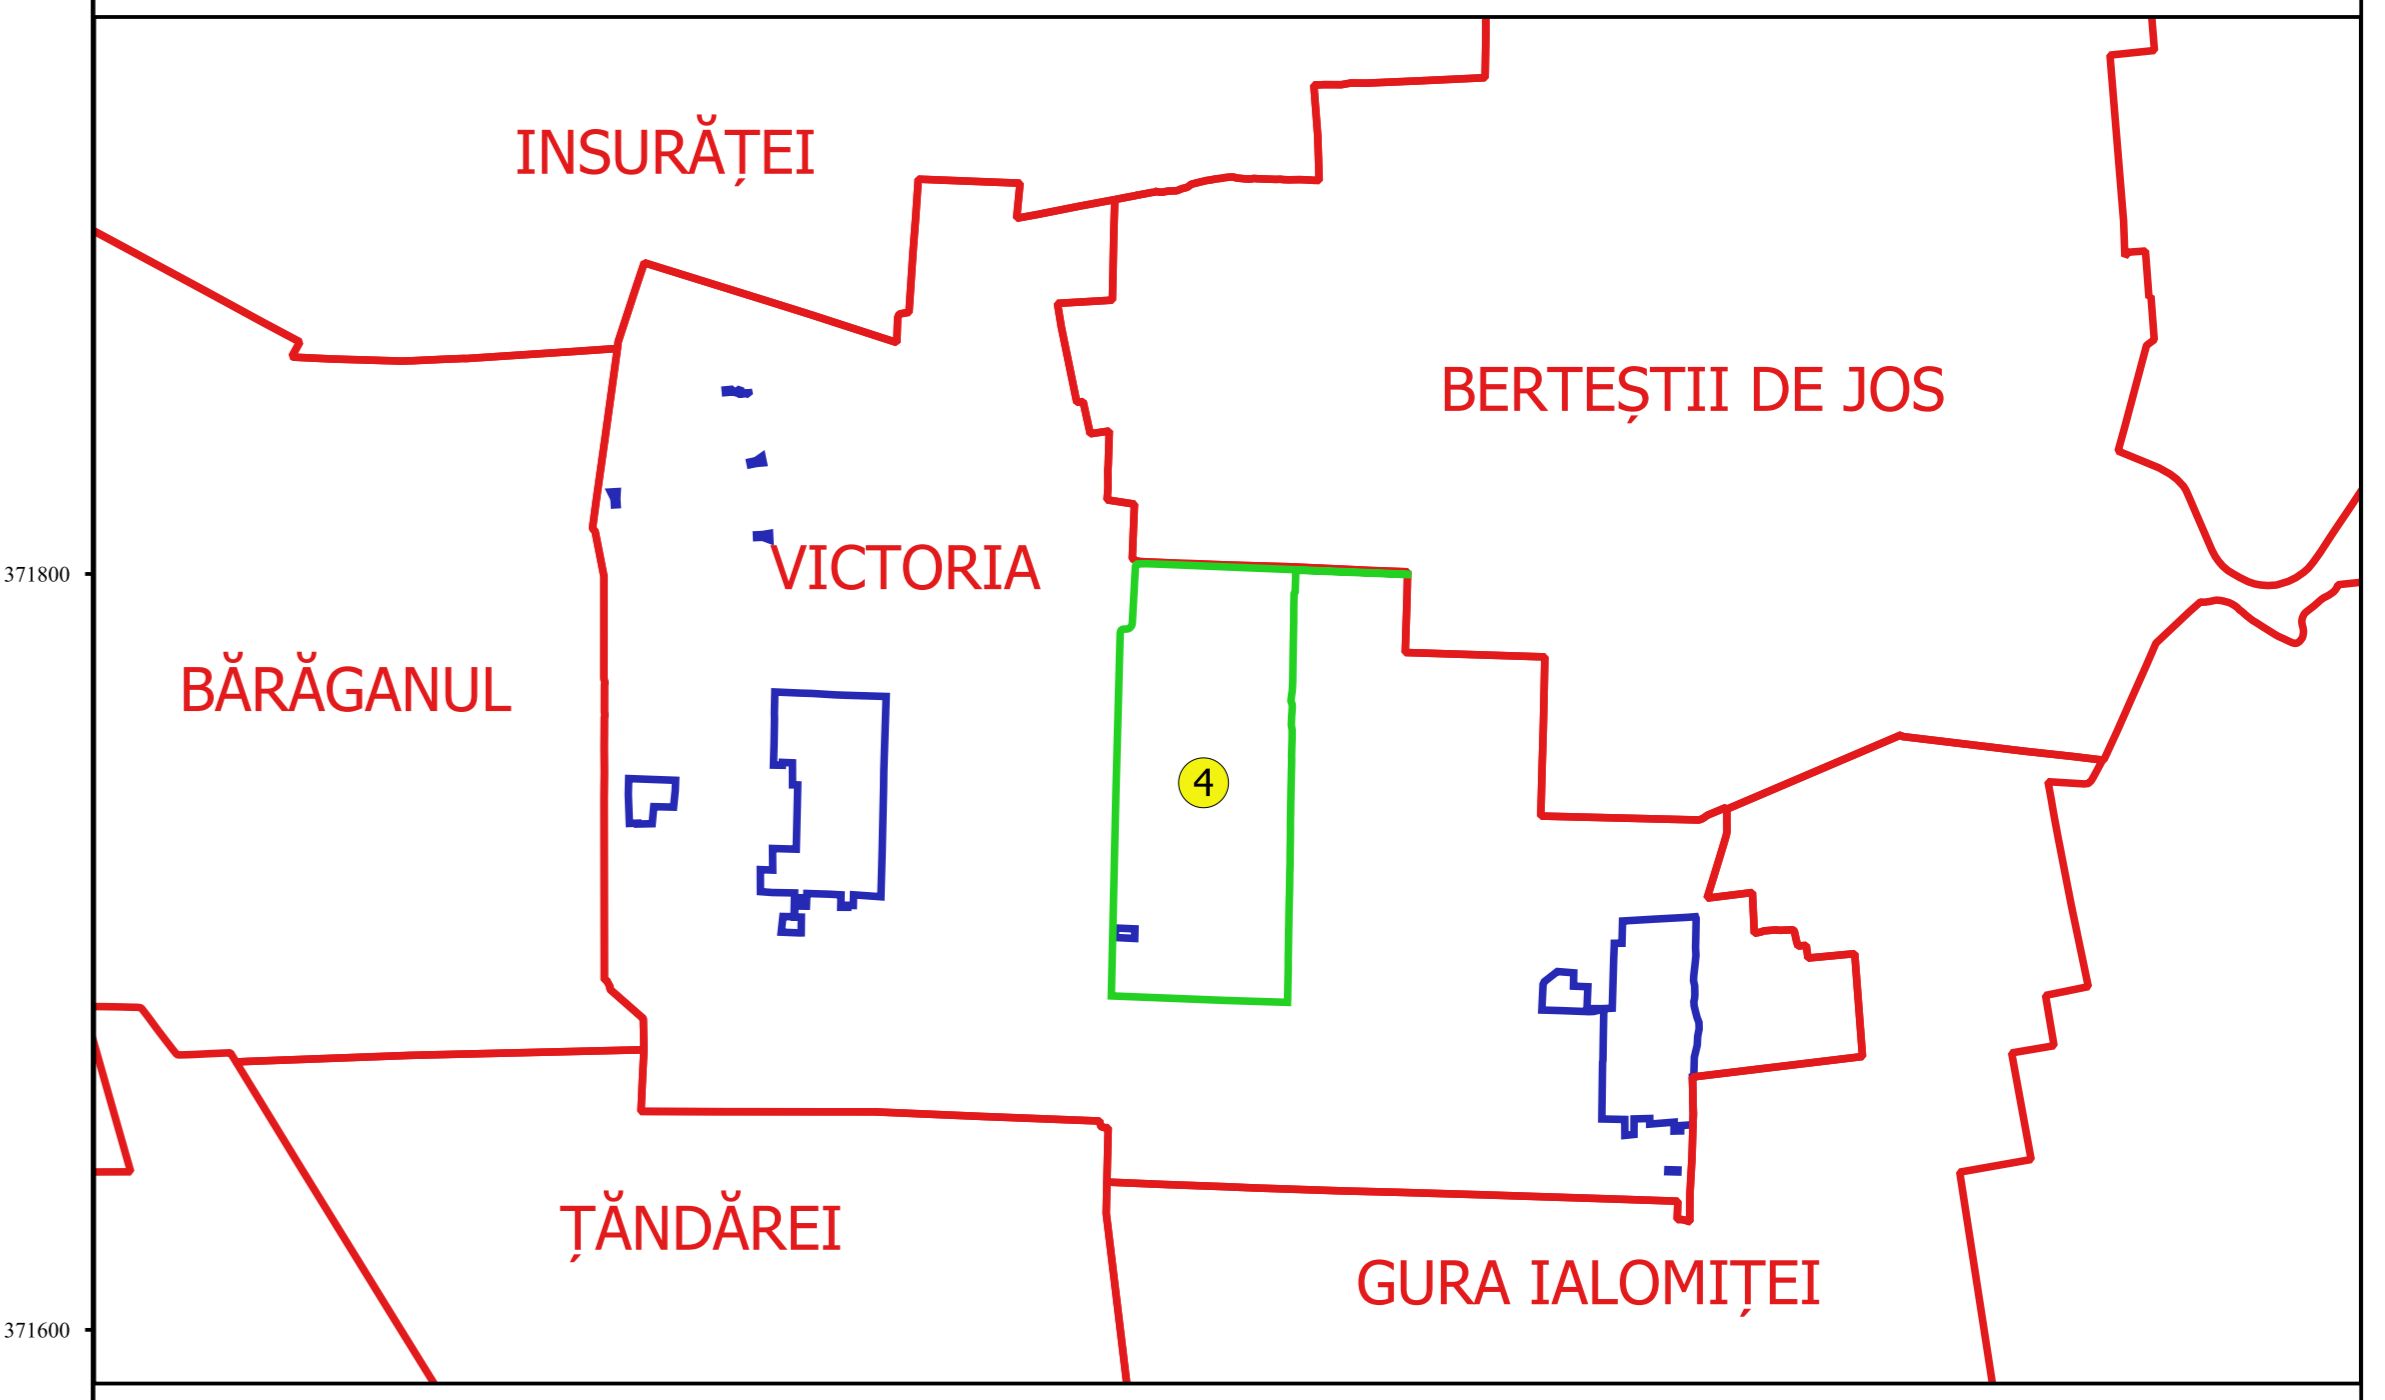 INSURĂȚEI
BERTEȘTII DE JOS
VICTORIA
371800
BĂRĂGANUL
4
ȚĂNDĂREI
GURA IALOMIȚEI
371600